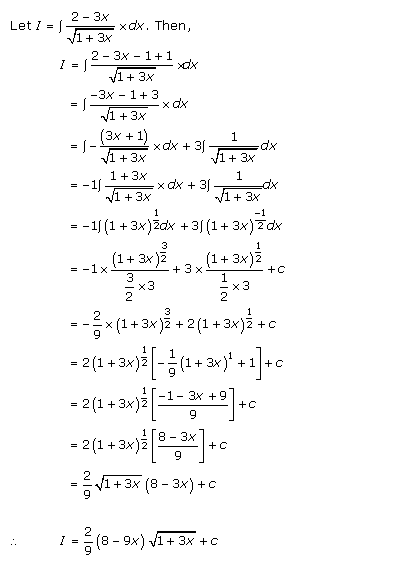 Let I = ∫ (2 − 3x)/√(1 + 3x) × dx. Then,
I = ∫ (2 − 3x − 1 + 1)/√(1 + 3x) × dx
= ∫ (−3x − 1 + 3)/√(1 + 3x) × dx
= ∫ − (3x + 1)/√(1 + 3x) × dx + 3∫ 1/√(1 + 3x) dx
= −1∫ (1 + 3x)/√(1 + 3x) × dx + 3∫ 1/√(1 + 3x) dx
= −1∫(1 + 3x)^(1/2) dx + 3∫(1 + 3x)^(−1/2) dx
= −1 × (1 + 3x)^(3/2)/(3/2 × 3) + 3 × (1 + 3x)^(1/2)/(1/2 × 3) + c
= −2/9 × (1 + 3x)^(3/2) + 2(1 + 3x)^(1/2) + c
= 2(1 + 3x)^(1/2) [−1/9 (1 + 3x)^1 + 1] + c
= 2(1 + 3x)^(1/2) [(−1 − 3x + 9)/9] + c
= 2(1 + 3x)^(1/2) [(8 − 3x)/9] + c
= 2/9 √(1 + 3x) (8 − 3x) + c
∴ I = 2/9 (8 − 9x) √(1 + 3x) + c